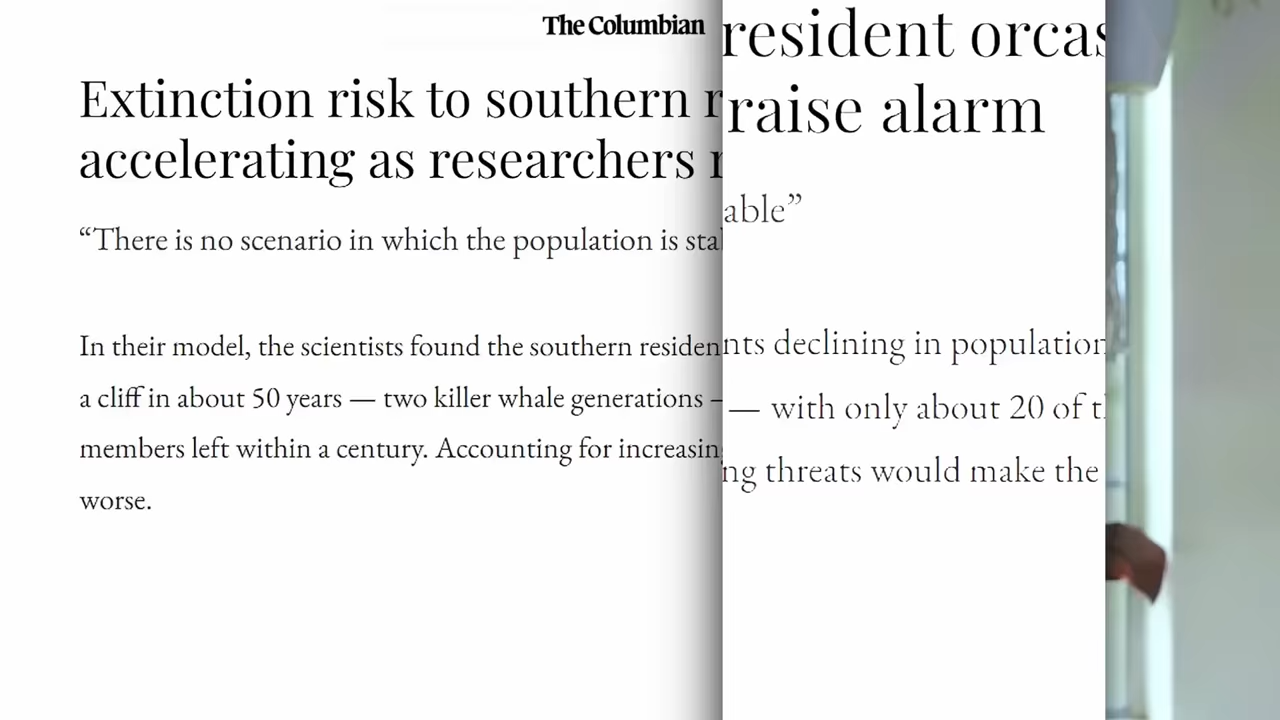 The Columbian
Extinction risk to southern r
resident orcas
accelerating as researchers r
raise alarm
“There is no scenario in which the population is sta
able”
In their model, the scientists found the southern residen
nts declining in population
a cliff in about 50 years — two killer whale generations –
— with only about 20 of t
members left within a century. Accounting for increasing
ng threats would make the
worse.